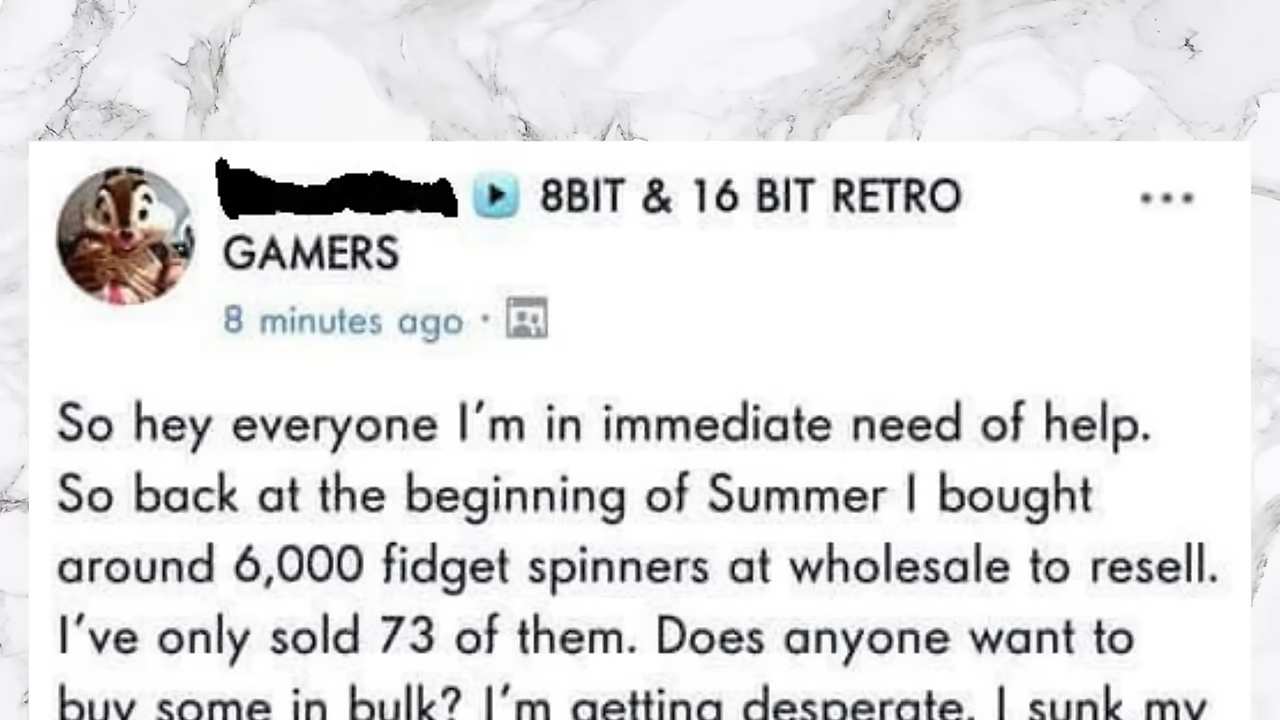 8BIT & 16 BIT RETRO
GAMERS
8 minutes ago ·
So hey everyone I'm in immediate need of help.
So back at the beginning of Summer I bought
around 6,000 fidget spinners at wholesale to resell.
I've only sold 73 of them. Does anyone want to
buy some in bulk? I'm getting desperate. I sunk my